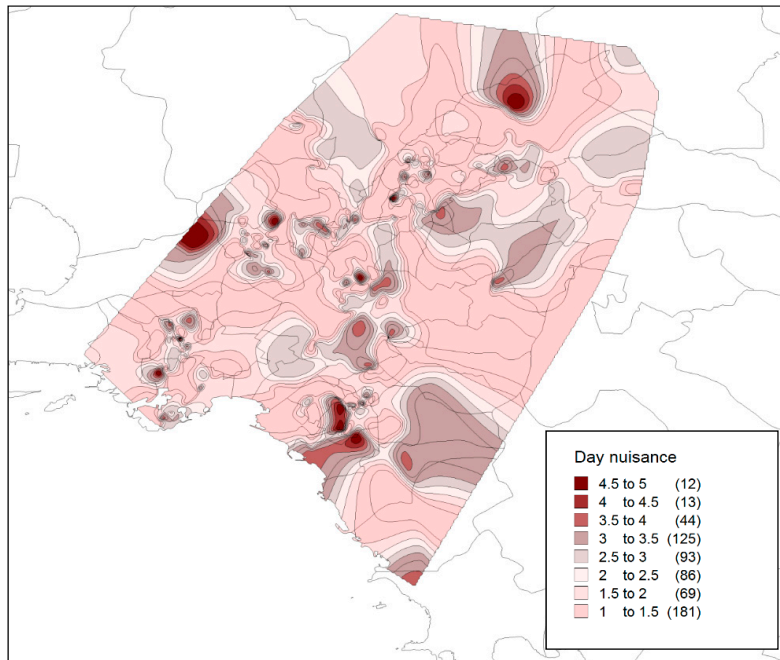 Day nuisance
4.5 to 5 (12)
4 to 4.5 (13)
3.5 to 4 (44)
3 to 3.5 (125)
2.5 to 3 (93)
2 to 2.5 (86)
1.5 to 2 (69)
1 to 1.5 (181)